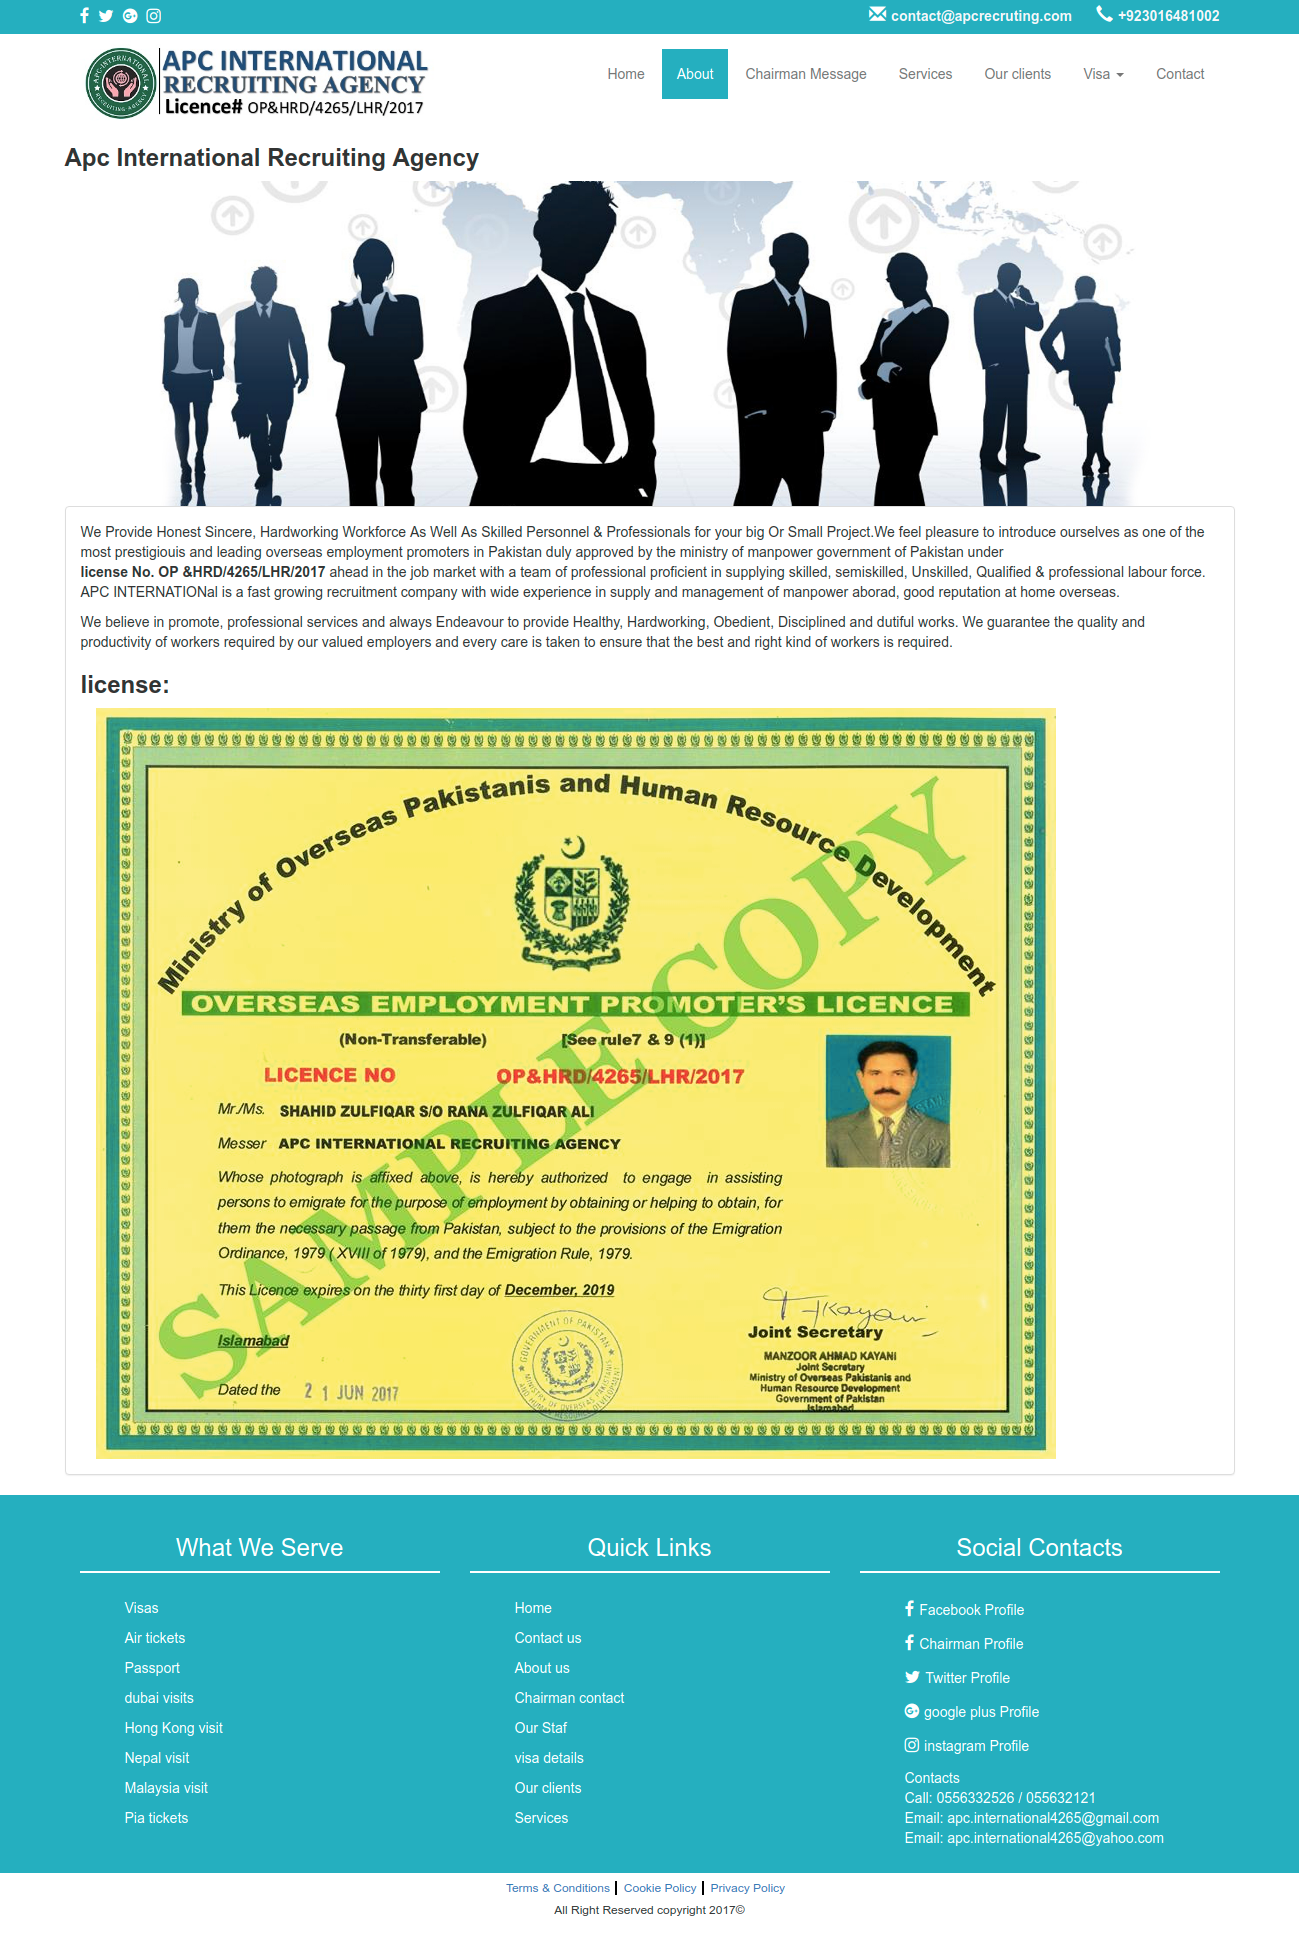 contact@apcrecruting.com +923016481002
APC INTERNATIONAL
RECRUITING AGENCY
Licence# OP&HRD/4265/LHR/2017
APC-INTERNATIONAL
RECRUITING AGENCY
Home About Chairman Message Services Our clients Visa Contact
Apc International Recruiting Agency
We Provide Honest Sincere, Hardworking Workforce As Well As Skilled Personnel & Professionals for your big Or Small Project.We feel pleasure to introduce ourselves as one of the
most prestigiouis and leading overseas employment promoters in Pakistan duly approved by the ministry of manpower government of Pakistan under
license No. OP &HRD/4265/LHR/2017 ahead in the job market with a team of professional proficient in supplying skilled, semiskilled, Unskilled, Qualified & professional labour force.
APC INTERNATIONal is a fast growing recruitment company with wide experience in supply and management of manpower aborad, good reputation at home overseas.
We believe in promote, professional services and always Endeavour to provide Healthy, Hardworking, Obedient, Disciplined and dutiful works. We guarantee the quality and
productivity of workers required by our valued employers and every care is taken to ensure that the best and right kind of workers is required.
license:
Ministry of Overseas Pakistanis and Human Resource Development
OVERSEAS EMPLOYMENT PROMOTER'S LICENCE
(Non-Transferable) [See rule7 & 9 (1)]
LICENCE NO OP&HRD/4265/LHR/2017
Mr./Ms. SHAHID ZULFIQAR S/O RANA ZULFIQAR ALI
Messer APC INTERNATIONAL RECRUITING AGENCY
Whose photograph is affixed above, is hereby authorized to engage in assisting
persons to emigrate for the purpose of employment by obtaining or helping to obtain, for
them the necessary passage from Pakistan, subject to the provisions of the Emigration
Ordinance, 1979 ( XVIII of 1979), and the Emigration Rule, 1979.
This Licence expires on the thirty first day of December, 2019
Islamabad
Dated the 21 JUN 2017
GOVERNMENT OF PAKISTAN
MINISTRY OF OVERSEAS PAKISTANIS
AND HUMAN RESOURCE DEVELOPMENT
Joint Secretary
MANZOOR AHMAD KAYANI
Joint Secretary
Ministry of Overseas Pakistanis and
Human Resource Development
Government of Pakistan
Islamabad
SAMPLE COPY
What We Serve
Visas
Air tickets
Passport
dubai visits
Hong Kong visit
Nepal visit
Malaysia visit
Pia tickets
Quick Links
Home
Contact us
About us
Chairman contact
Our Staf
visa details
Our clients
Services
Social Contacts
Facebook Profile
Chairman Profile
Twitter Profile
google plus Profile
instagram Profile
Contacts
Call: 0556332526 / 055632121
Email: apc.international4265@gmail.com
Email: apc.international4265@yahoo.com
Terms & Conditions | Cookie Policy | Privacy Policy
All Right Reserved copyright 2017©